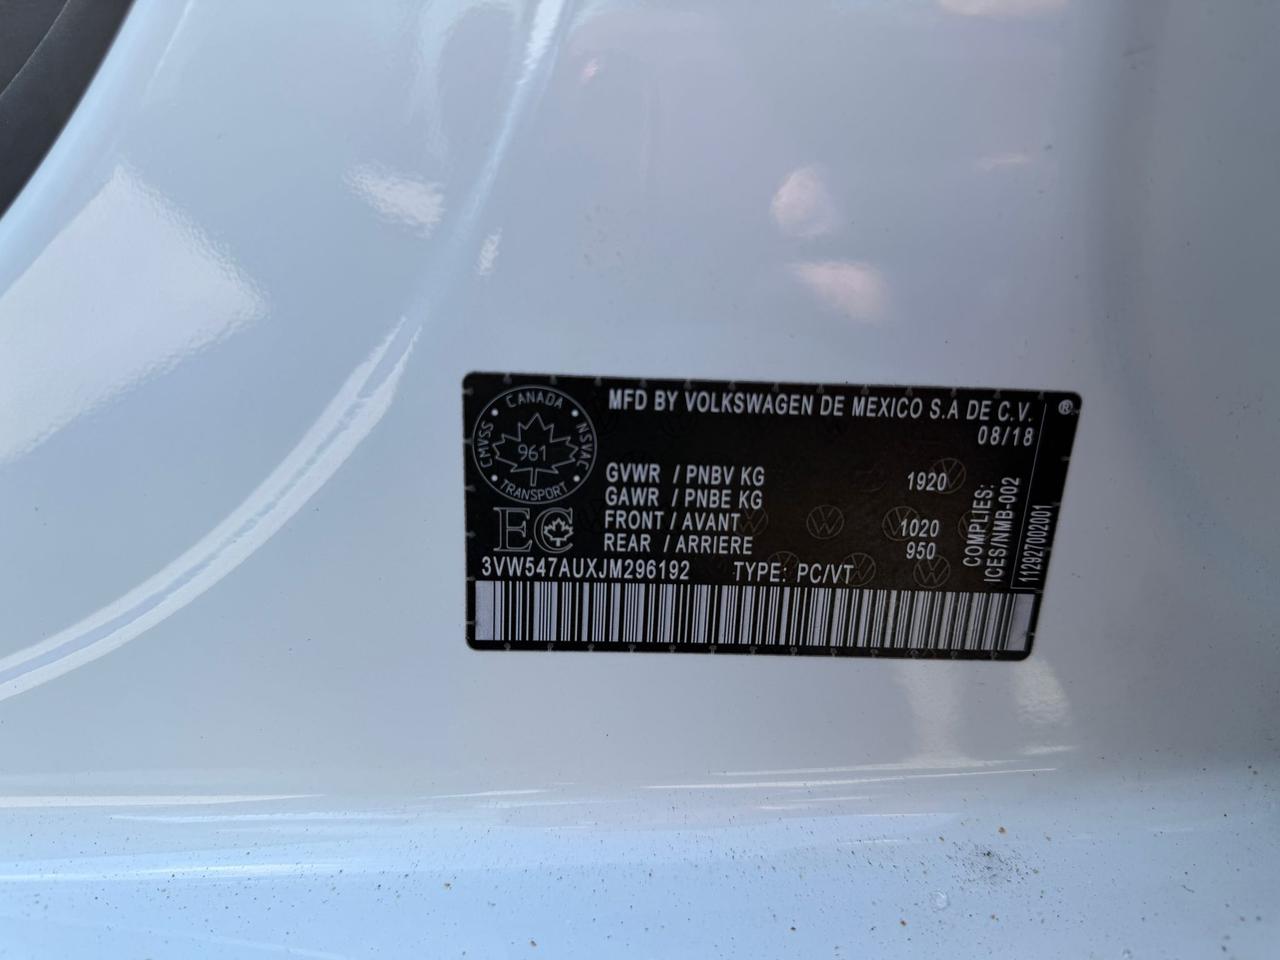 MFD BY VOLKSWAGEN DE MEXICO S.A DE C.V. ®
08/18
CANADA
CMVSS 961 NSVAC
TRANSPORT
GVWR / PNBV KG 1920
GAWR / PNBE KG
FRONT / AVANT 1020
REAR / ARRIERE 950
EC
3VW547AUXJM296192 TYPE: PC/VT
COMPLIES:
ICES/NMB-002
112927002001